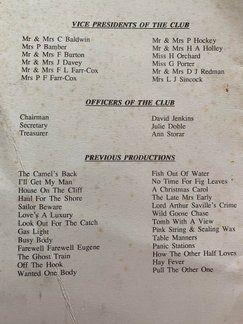 VICE PRESIDENTS OF THE CLUB
Mr & Mrs C Baldwin
Mrs P Bamber
Mr & Mrs F Burton
Mr & Mrs J Davey
Mr & Mrs F L Farr-Cox
Mrs P F Farr-Cox
Mr & Mrs P Hockey
Mr & Mrs H A Holley
Miss H Orchard
Miss G Porter
Mr & Mrs D J Redman
Mrs L J Sincock
OFFICERS OF THE CLUB
Chairman David Jenkins
Secretary Julie Doble
Treasurer Ann Storar
PREVIOUS PRODUCTIONS
The Camel's Back
I'll Get My Man
House On The Cliff
Hail For The Shore
Sailor Beware
Love's A Luxury
Look Out For The Catch
Gas Light
Busy Body
Farewell Farewell Eugene
The Ghost Train
Off The Hook
Wanted One Body
Fish Out Of Water
No Time For Fig Leaves
A Christmas Carol
The Late Mrs Early
Lord Arthur Saville's Crime
Wild Goose Chase
Tomb With A View
Pink String & Sealing Wax
Table Manners
Panic Stations
How The Other Half Loves
Hay Fever
Pull The Other One